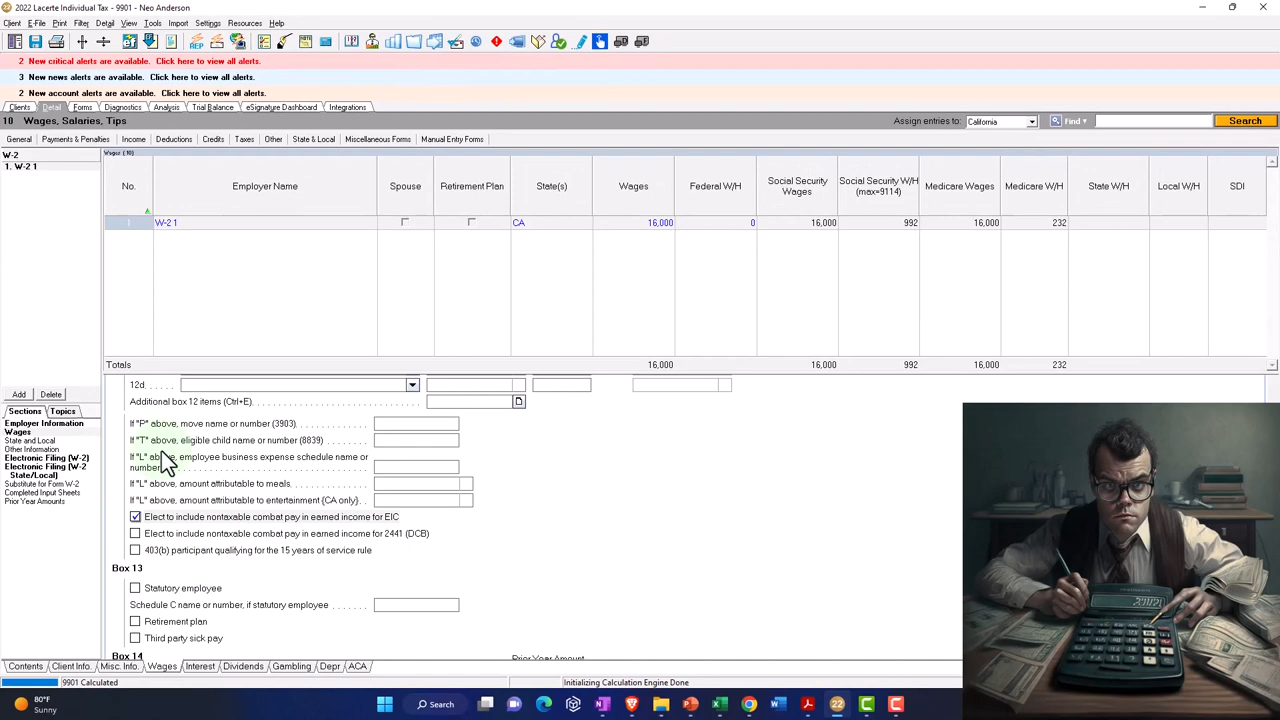 2022 Lacerte Individual Tax - 9901 - Neo Anderson
Client E-File Print Filter Detail View Tools Import Settings Resources Help
2 New critical alerts are available. Click here to view all alerts.
3 New news alerts are available. Click here to view all alerts.
2 New account alerts are available. Click here to view all alerts.
Clients Detail Forms Diagnostics Analysis Trial Balance eSignature Dashboard Integrations
10 Wages, Salaries, Tips Assign entries to: California Find Search
General Payments & Penalties Income Deductions Credits Taxes Other State & Local Miscellaneous Forms Manual Entry Forms
W-2 Wages (10)
1. W-2 1
No. Employer Name Spouse Retirement Plan State(s) Wages Federal W/H Social Security Wages Social Security W/H (max=9114) Medicare Wages Medicare W/H State W/H Local W/H SDI
1 W-2 1 CA 16,000 0 16,000 992 16,000 232
Totals 16,000 16,000 992 16,000 232
Add Delete
Sections Topics
Employer Information
Wages
State and Local
Other Information
Electronic Filing (W-2)
Electronic Filing (W-2
State/Local)
Substitute for W-2
Completed Input Sheets
Prior Year Amounts
12d. . . . . .
Additional box 12 items (Ctrl+E).
If "P" above, move name or number (3903)
If "T" above, eligible child name or number (8839)
If "L" above, employee business expense schedule name or
number
If "L" above, amount attributable to meals.
If "L" above, amount attributable to entertainment {CA only}
Elect to include nontaxable combat pay in earned income for EIC
Elect to include nontaxable combat pay in earned income for 2441 (DCB)
403(b) participant qualifying for the 15 years of service rule
Box 13
Statutory employee
Schedule C name or number, if statutory employee
Retirement plan
Third party sick pay
Box 14 Prior Year Amount
Contents Client Info. Misc. Info. Wages Interest Dividends Gambling Depr ACA
9901 Calculated Initializing Calculation Engine Done
80°F
Sunny
Search
22